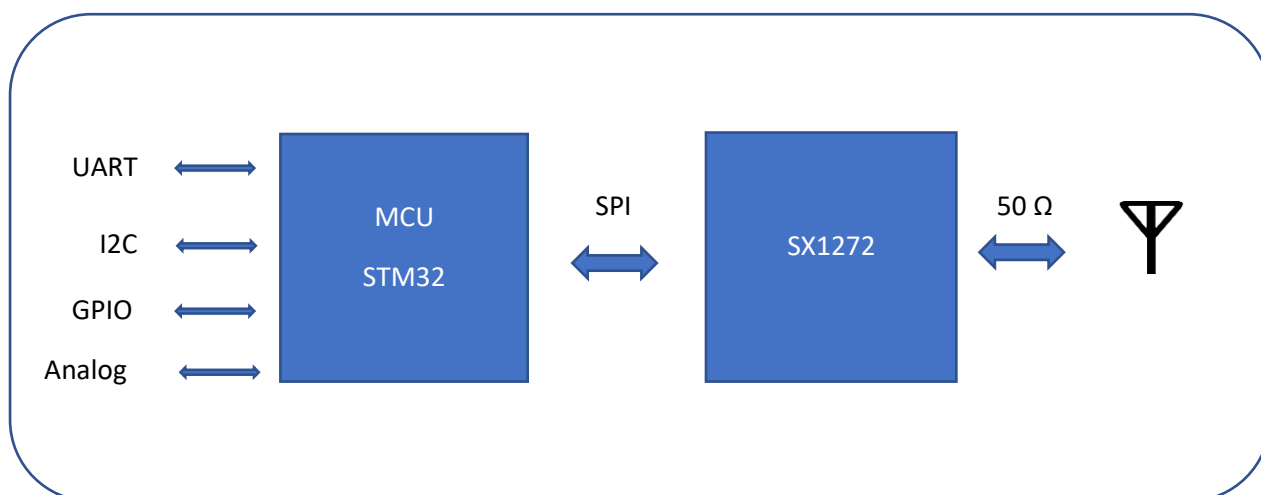 UART
I2C
GPIO
Analog
MCU
STM32
SPI
SX1272
50 Ω